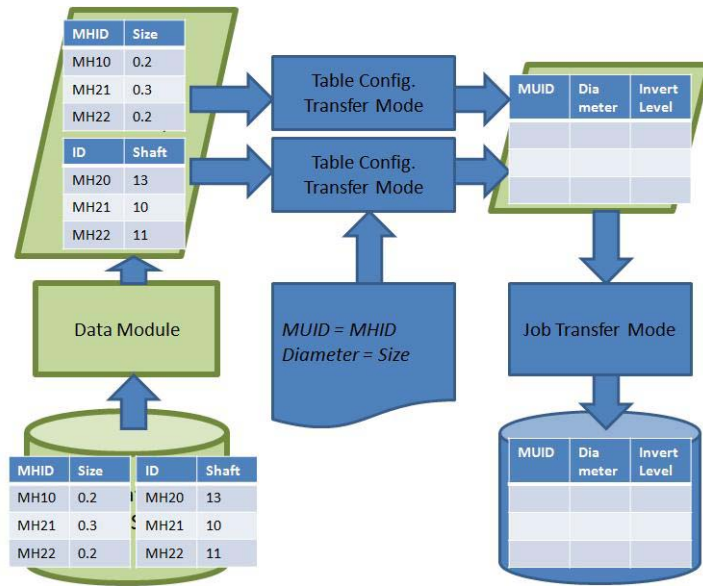 MHID Size
MH10 0.2
MH21 0.3
MH22 0.2
ID Shaft
MH20 13
MH21 10
MH22 11
Table Config.
Transfer Mode
Table Config.
Transfer Mode
MUID Dia meter Invert Level
Data Module
MUID = MHID
Diameter = Size
Job Transfer Mode
MHID Size ID Shaft
MH10 0.2 MH20 13
MH21 0.3 MH21 10
MH22 0.2 MH22 11
MUID Dia meter Invert Level